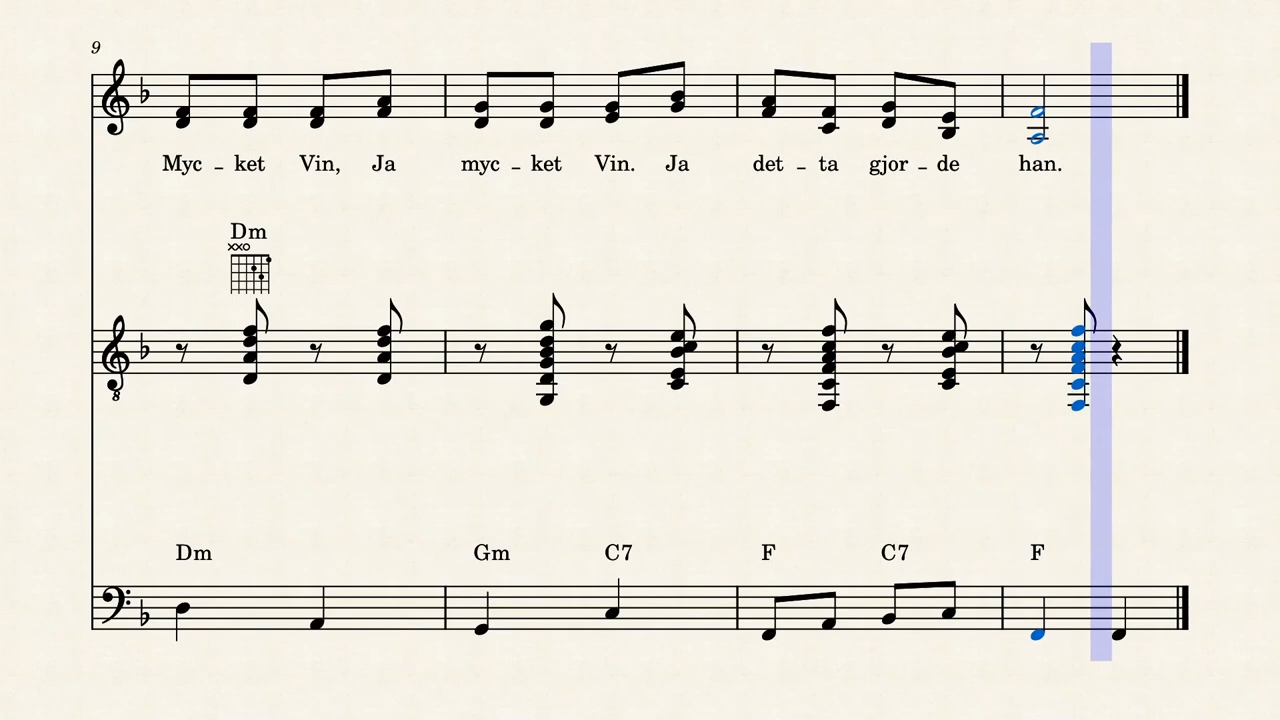 9
Myc - ket Vin, Ja myc - ket Vin. Ja det - ta gjor - de han.
Dm
xxo
8
Dm Gm C7 F C7 F